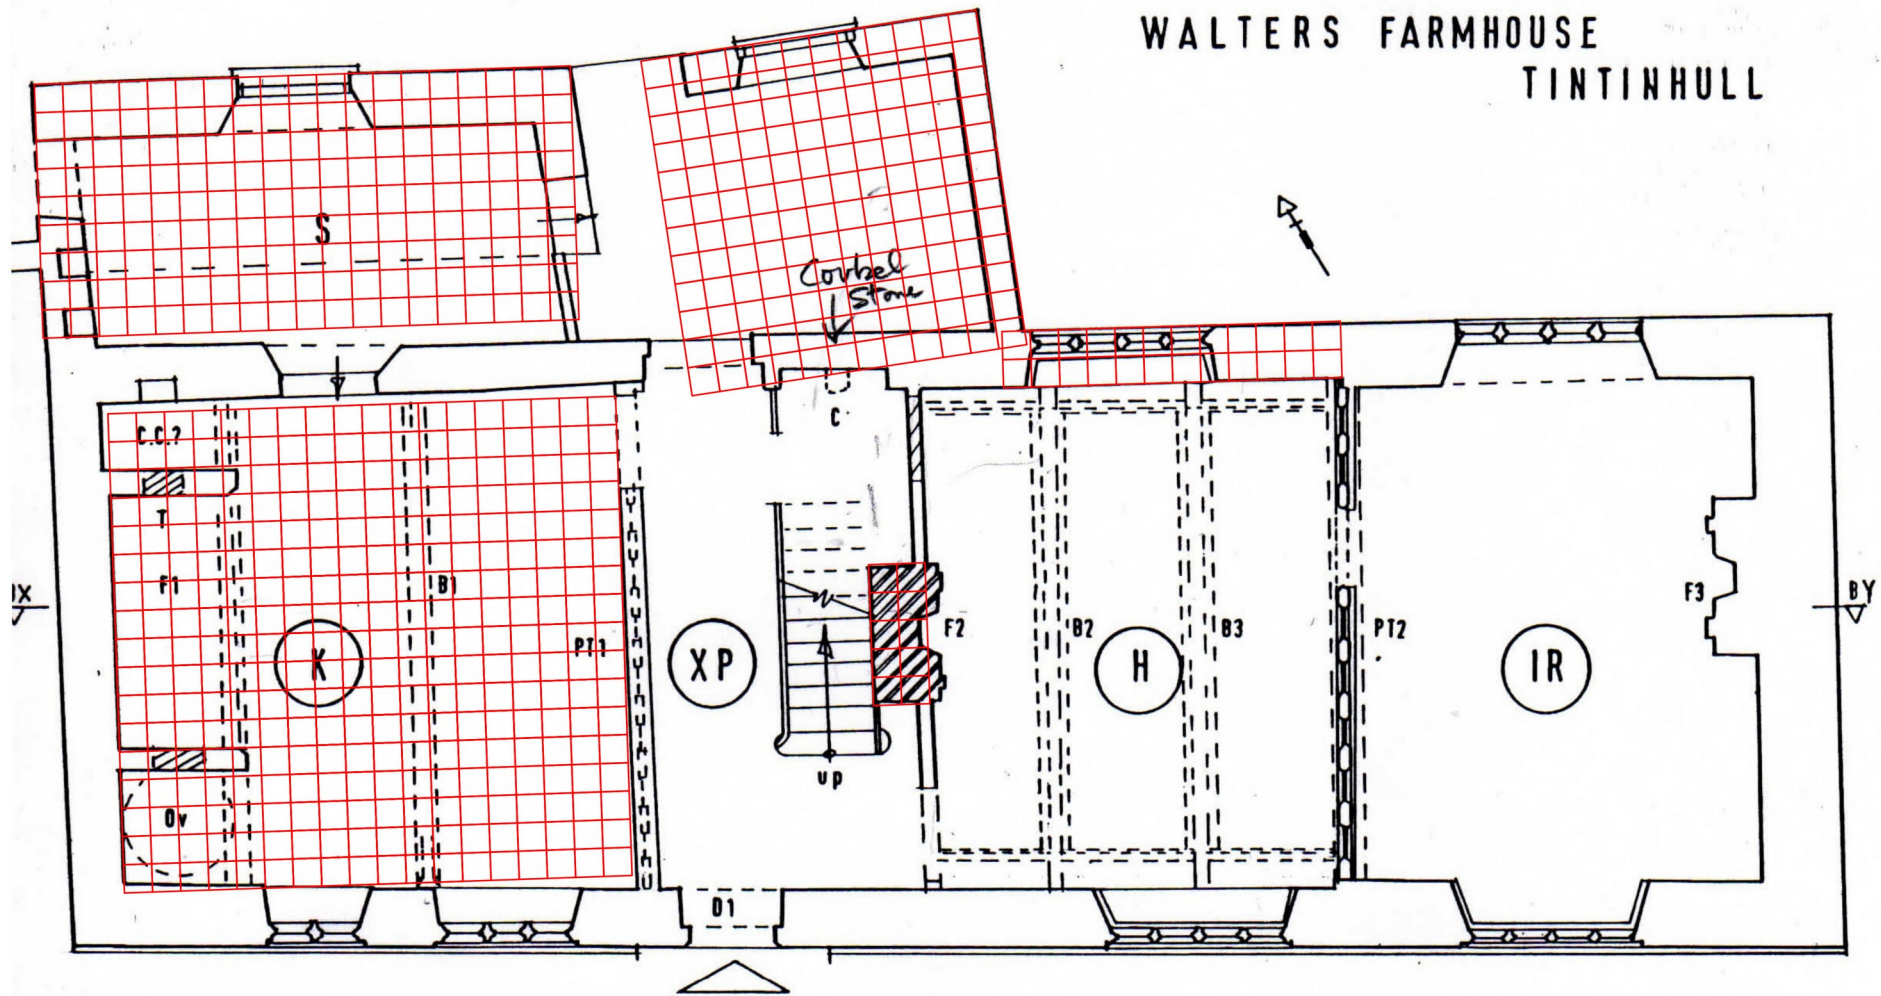 WALTERS FARMHOUSE
TINTINHULL
S
Corbel
Stone
C
C.C.?
T
F1
B1
F2
B2
B3
F3
BY
PT1
PT2
K
XP
H
IR
up
Ov
D1